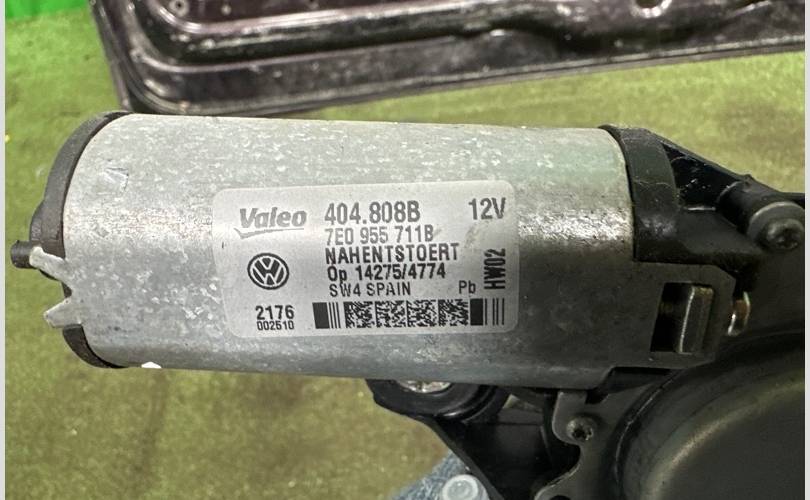 Valeo 404.808B 12V
7E0 955 711B
NAHENTSTOERT
Op 14275/4774
SW4 SPAIN Pb
HW02
2176
002510